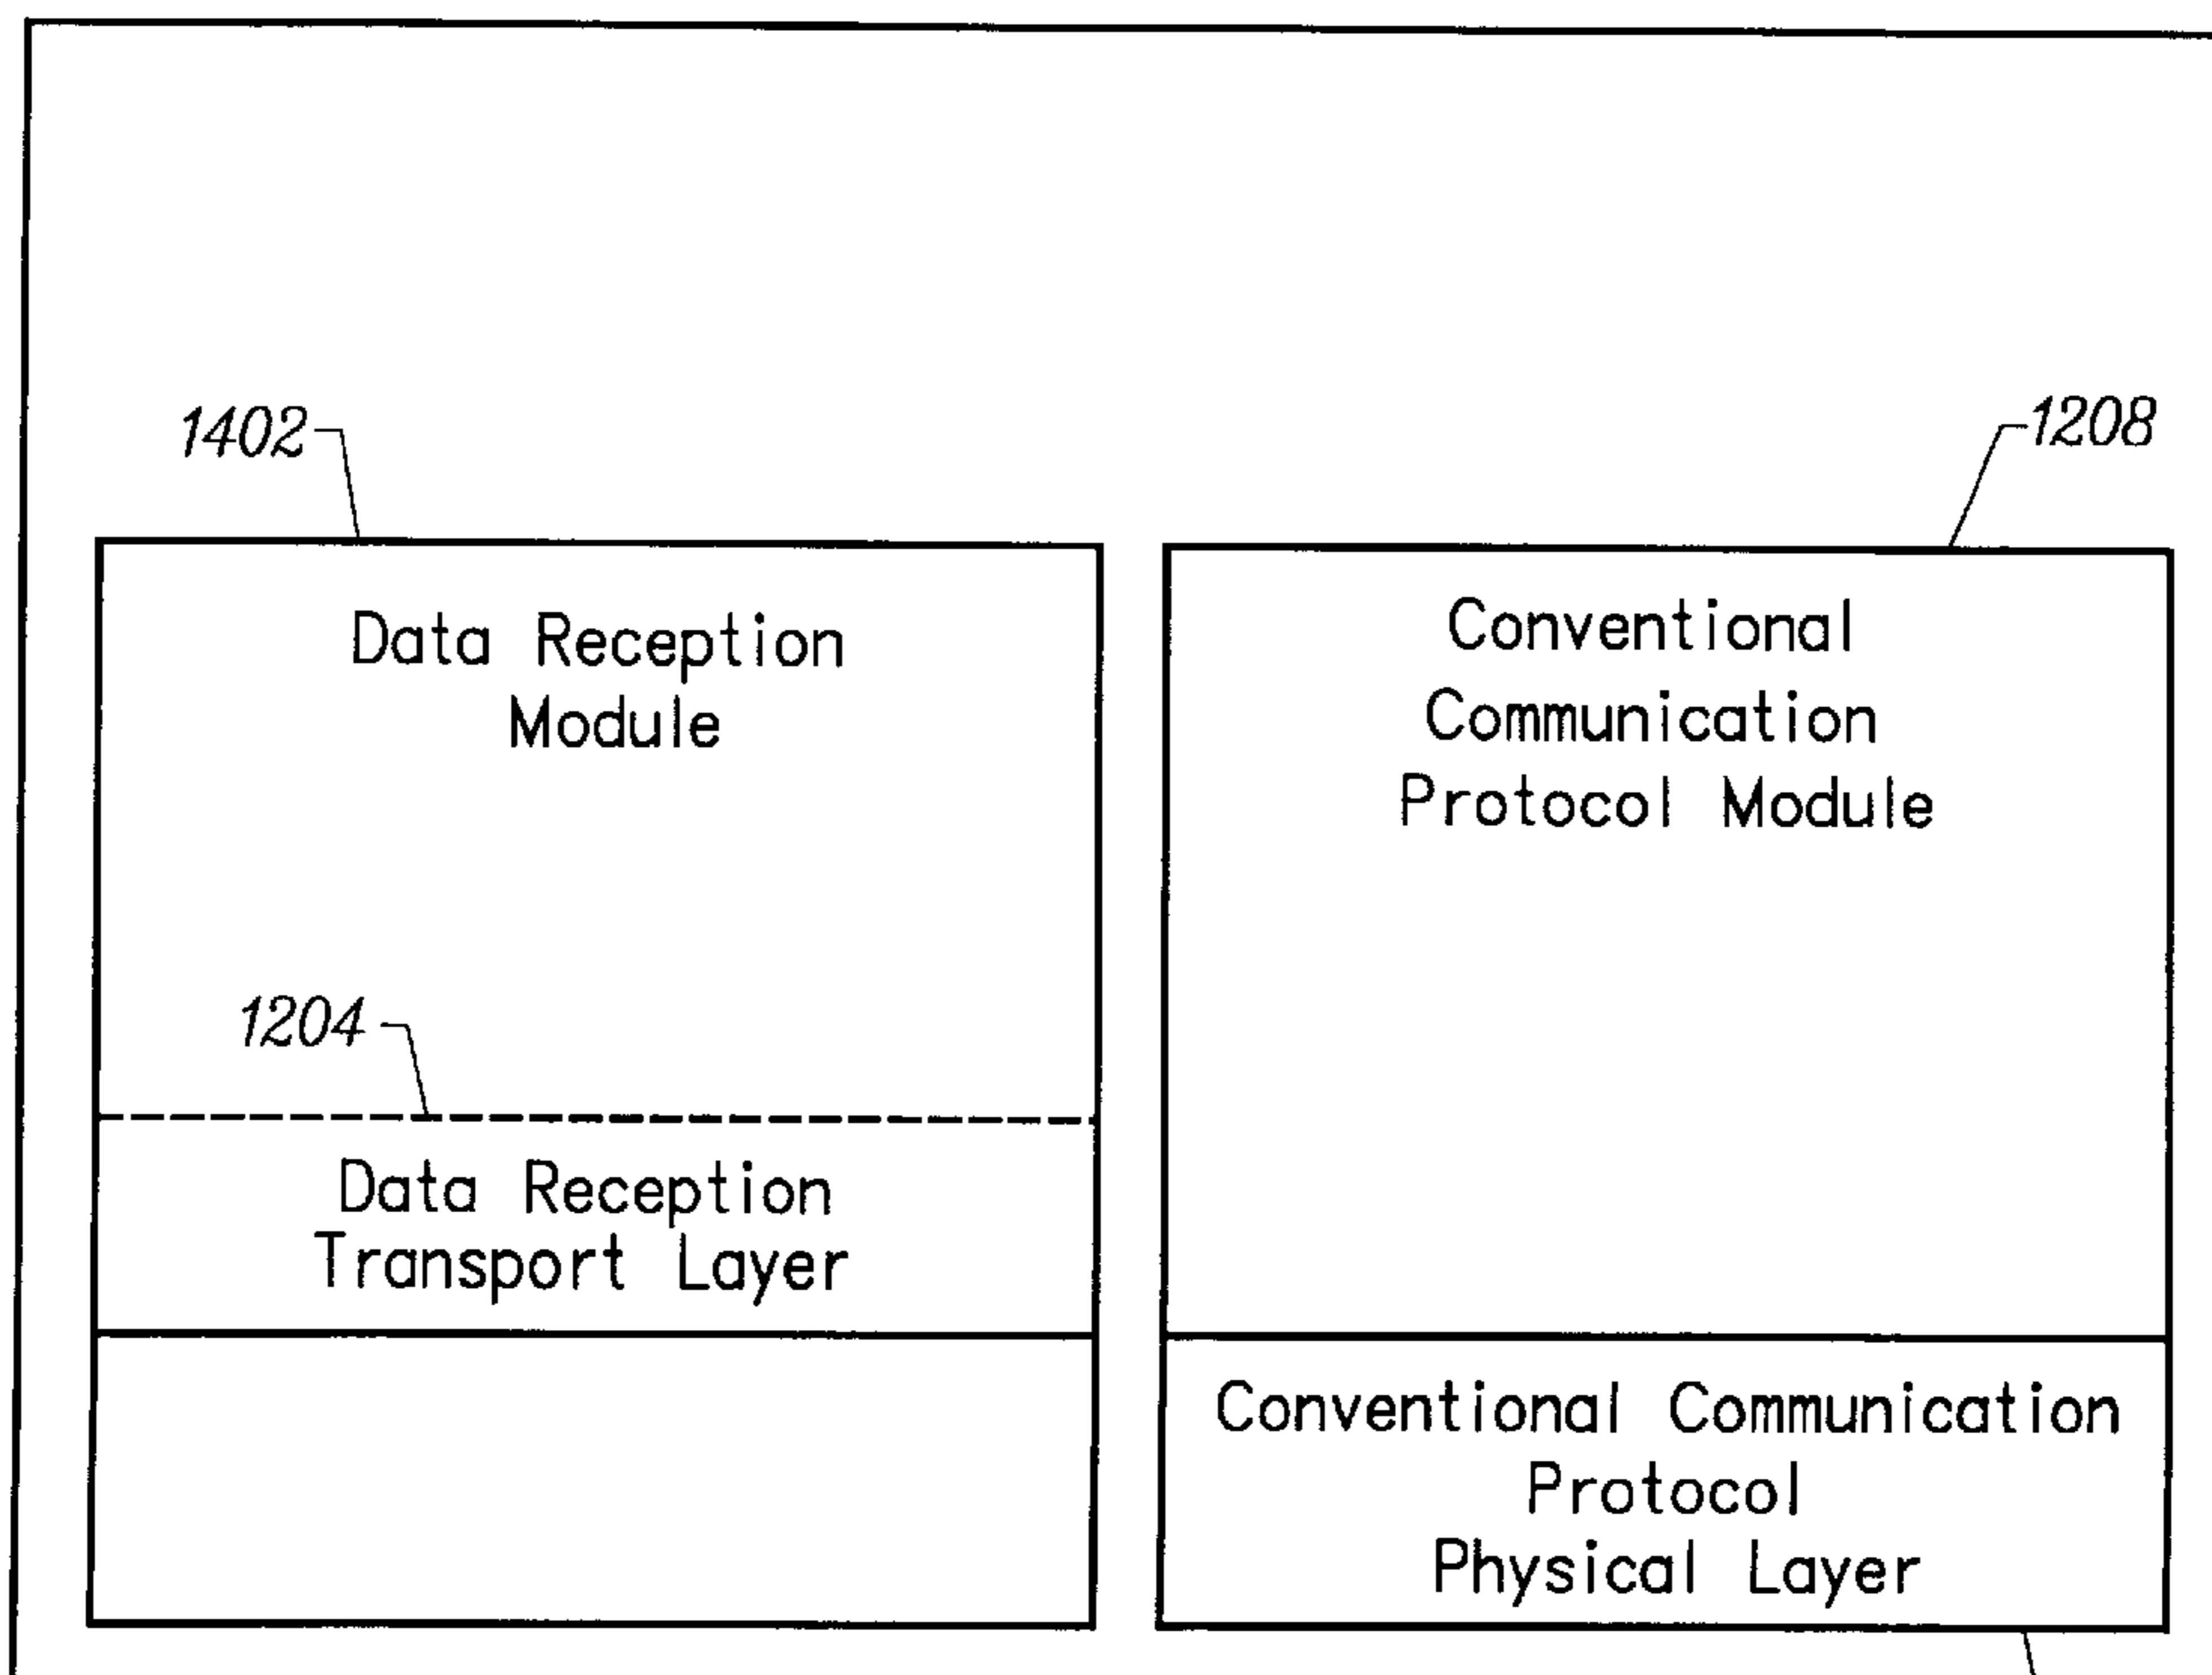 1402
1208
Data Reception
Module
Conventional
Communication
Protocol Module
1204
Data Reception
Transport Layer
Conventional Communication
Protocol
Physical Layer